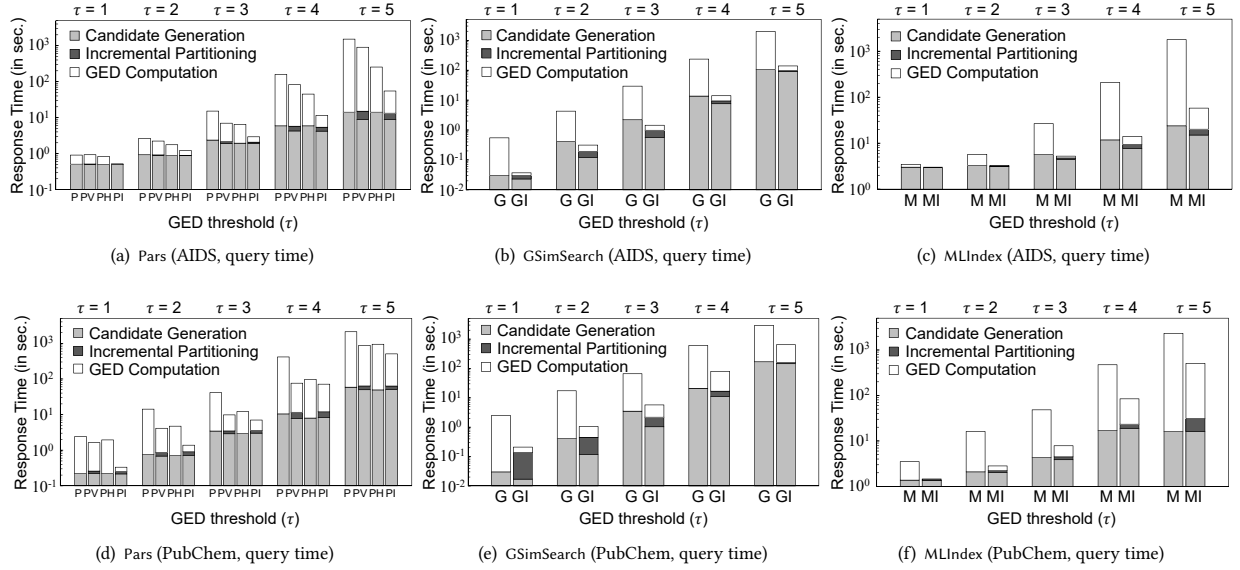 τ = 1 τ = 2 τ = 3 τ = 4 τ = 5
Response Time (in sec.)
10^3
10^2
10^1
10^0
10^-1
Candidate Generation
Incremental Partitioning
GED Computation
P PV PH PI P PV PH PI P PV PH PI P PV PH PI P PV PH PI
GED threshold (τ)
(a) Pars (AIDS, query time)
τ = 1 τ = 2 τ = 3 τ = 4 τ = 5
Response Time (in sec.)
10^3
10^2
10^1
10^0
10^-1
10^-2
Candidate Generation
Incremental Partitioning
GED Computation
G GI G GI G GI G GI G GI
GED threshold (τ)
(b) GSimSearch (AIDS, query time)
τ = 1 τ = 2 τ = 3 τ = 4 τ = 5
Response Time (in sec.)
10^3
10^2
10^1
10^0
Candidate Generation
Incremental Partitioning
GED Computation
M MI M MI M MI M MI M MI
GED threshold (τ)
(c) MLIndex (AIDS, query time)
τ = 1 τ = 2 τ = 3 τ = 4 τ = 5
Response Time (in sec.)
10^3
10^2
10^1
10^0
10^-1
Candidate Generation
Incremental Partitioning
GED Computation
P PV PH PI P PV PH PI P PV PH PI P PV PH PI P PV PH PI
GED threshold (τ)
(d) Pars (PubChem, query time)
τ = 1 τ = 2 τ = 3 τ = 4 τ = 5
Response Time (in sec.)
10^3
10^2
10^1
10^0
10^-1
10^-2
Candidate Generation
Incremental Partitioning
GED Computation
G GI G GI G GI G GI G GI
GED threshold (τ)
(e) GSimSearch (PubChem, query time)
τ = 1 τ = 2 τ = 3 τ = 4 τ = 5
Response Time (in sec.)
10^3
10^2
10^1
10^0
Candidate Generation
Incremental Partitioning
GED Computation
M MI M MI M MI M MI M MI
GED threshold (τ)
(f) MLIndex (PubChem, query time)